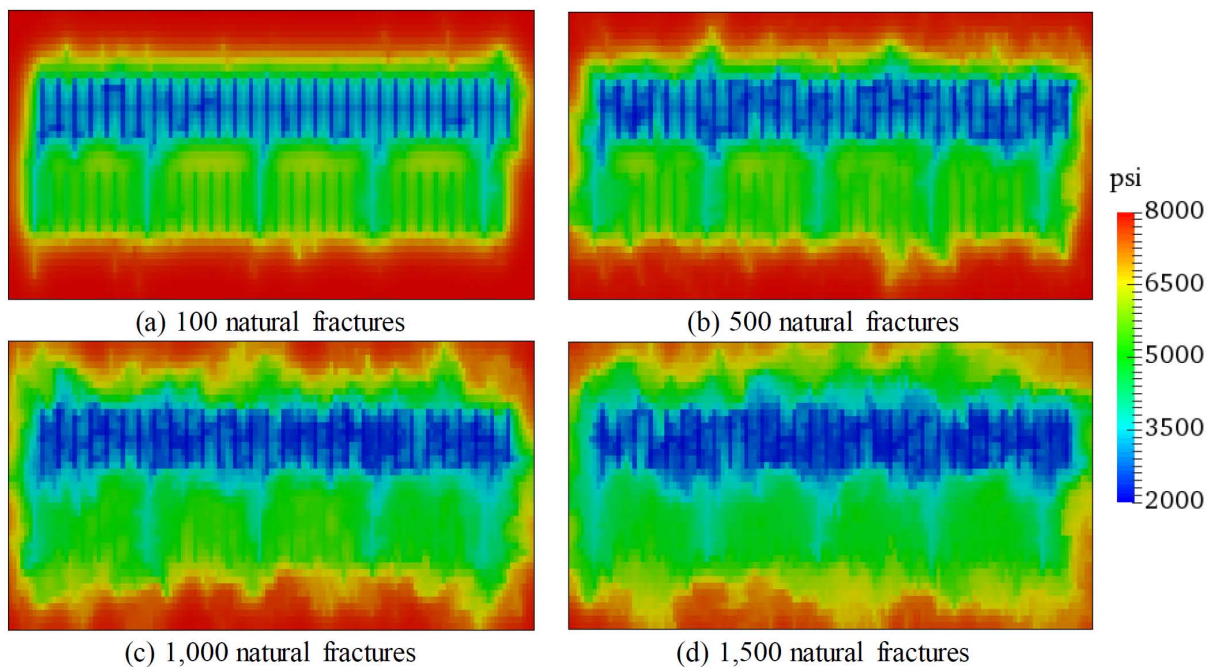 (a) 100 natural fractures
(b) 500 natural fractures
psi
8000
6500
5000
3500
2000
(c) 1,000 natural fractures
(d) 1,500 natural fractures